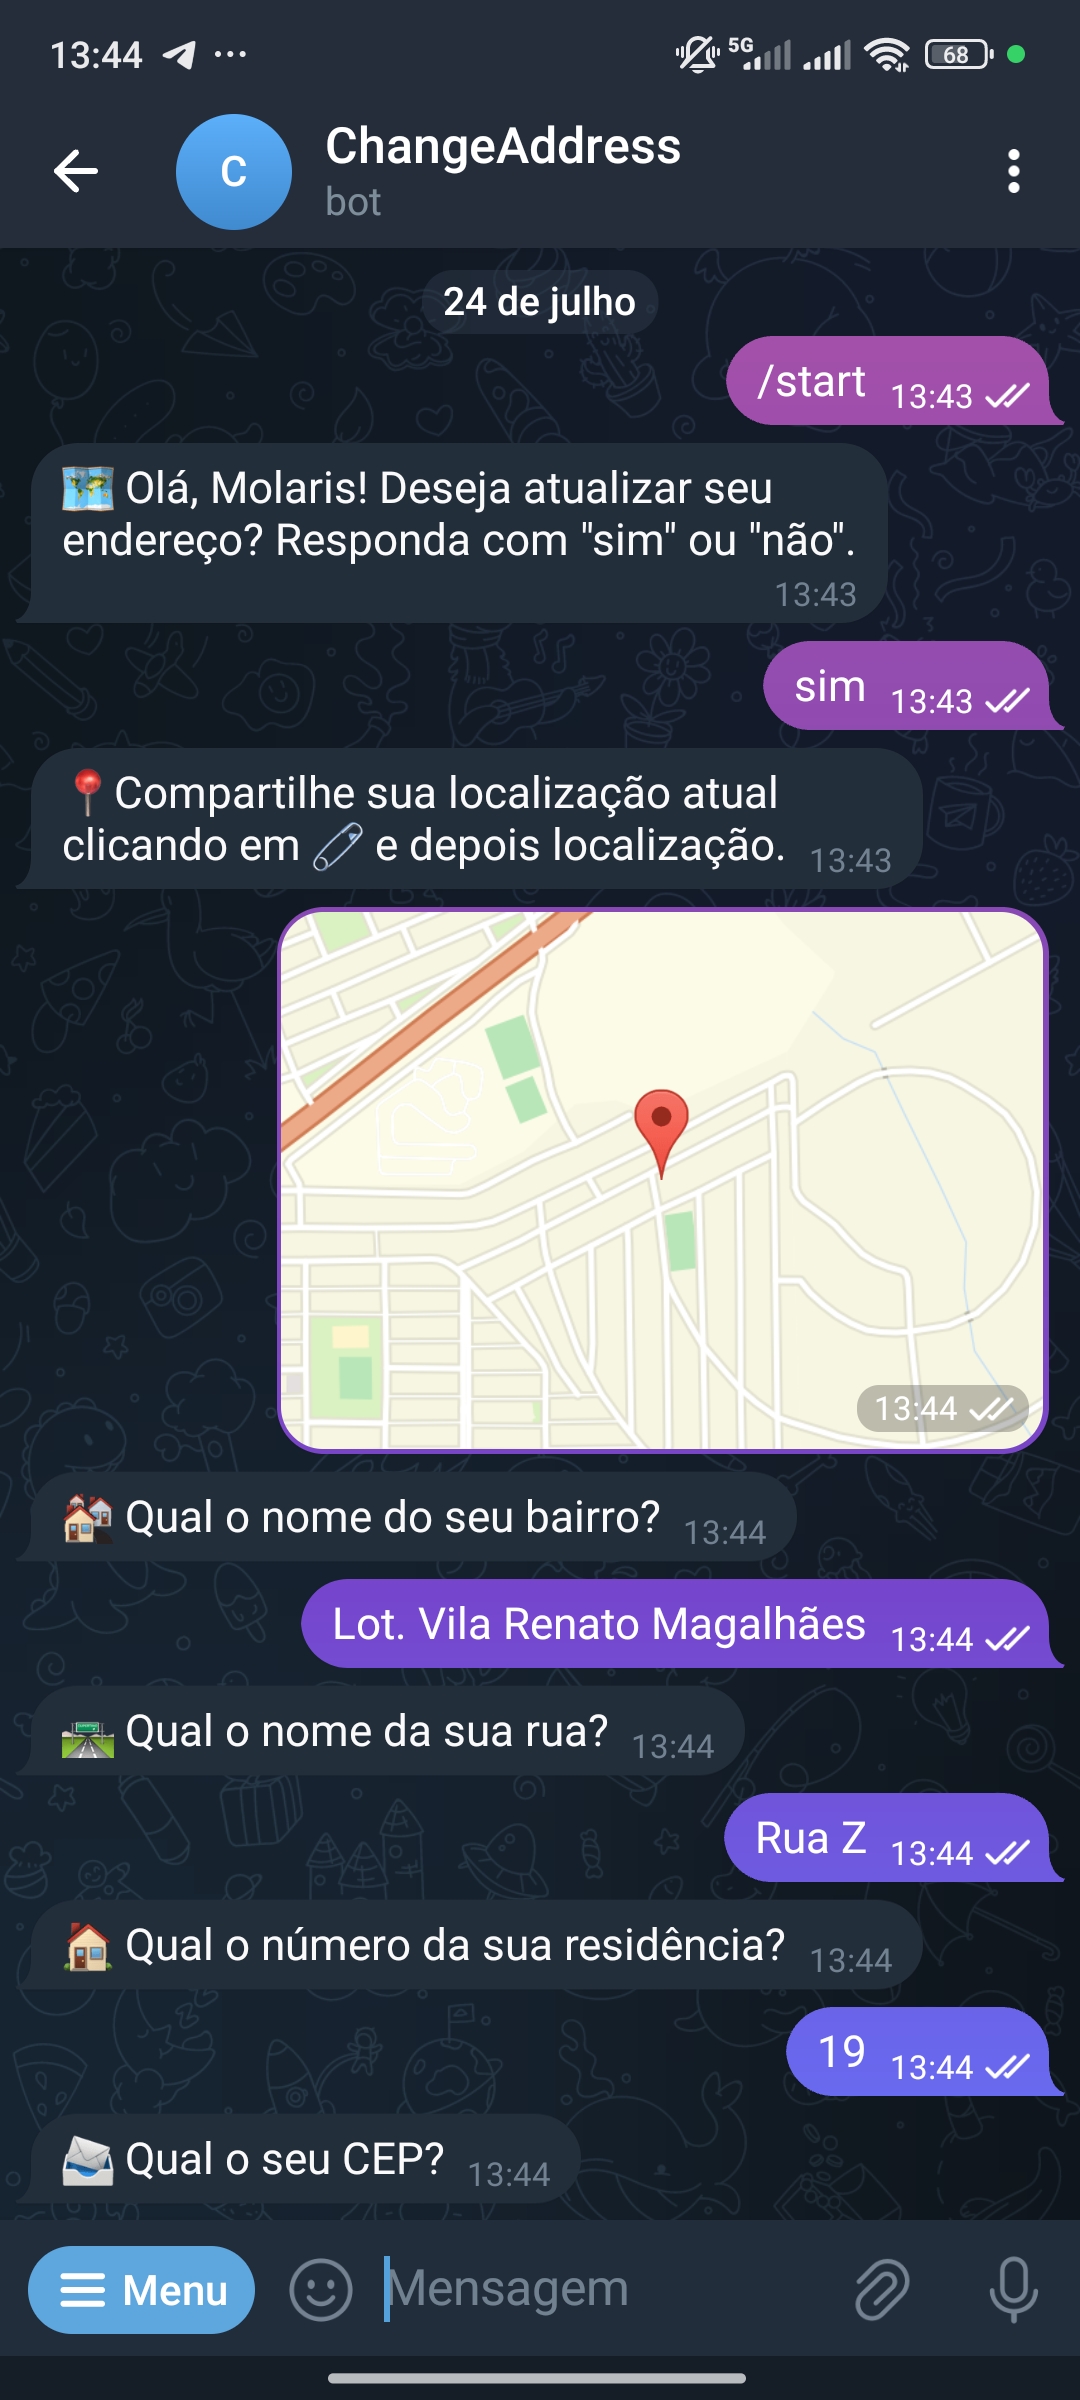 13:44
5G
68
C
ChangeAddress
bot
24 de julho
/start 13:43
Olá, Molaris! Deseja atualizar seu
endereço? Responda com "sim" ou "não".
13:43
sim 13:43
Compartilhe sua localização atual
clicando em e depois localização. 13:43
13:44
Qual o nome do seu bairro? 13:44
Lot. Vila Renato Magalhães 13:44
Qual o nome da sua rua? 13:44
Rua Z 13:44
Qual o número da sua residência? 13:44
19 13:44
Qual o seu CEP? 13:44
Menu
Mensagem